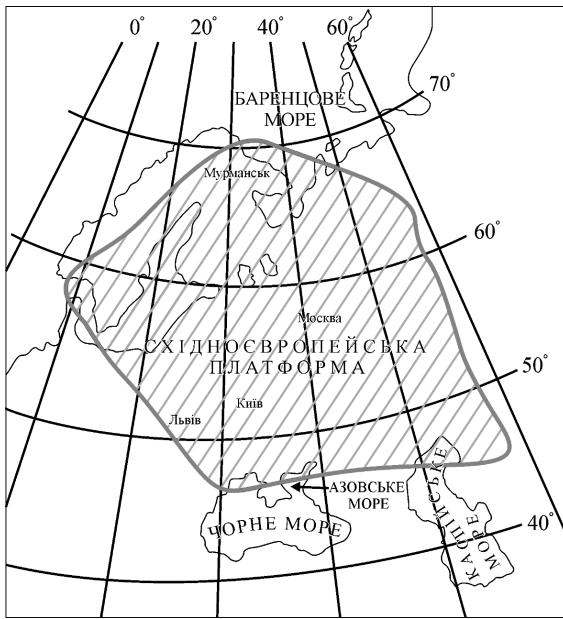 0° 20° 40° 60°
70°
БАРЕНЦОВЕ
МОРЕ
Мурманськ
60°
Москва
СХІДНОЄВРОПЕЙСЬКА
ПЛАТФОРМА
50°
Київ
Львів
АЗОВСЬКЕ
МОРЕ
ЧОРНЕ МОРЕ
КАСПІЙСЬКЕ
МОРЕ
40°